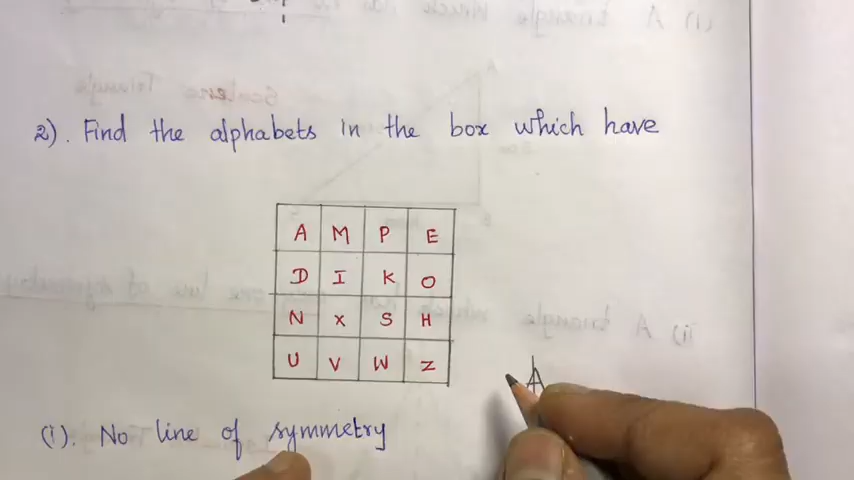 2). Find the alphabets in the box which have
A M P E
D I K O
N X S H
U V W Z
A
(i). No line of symmetry